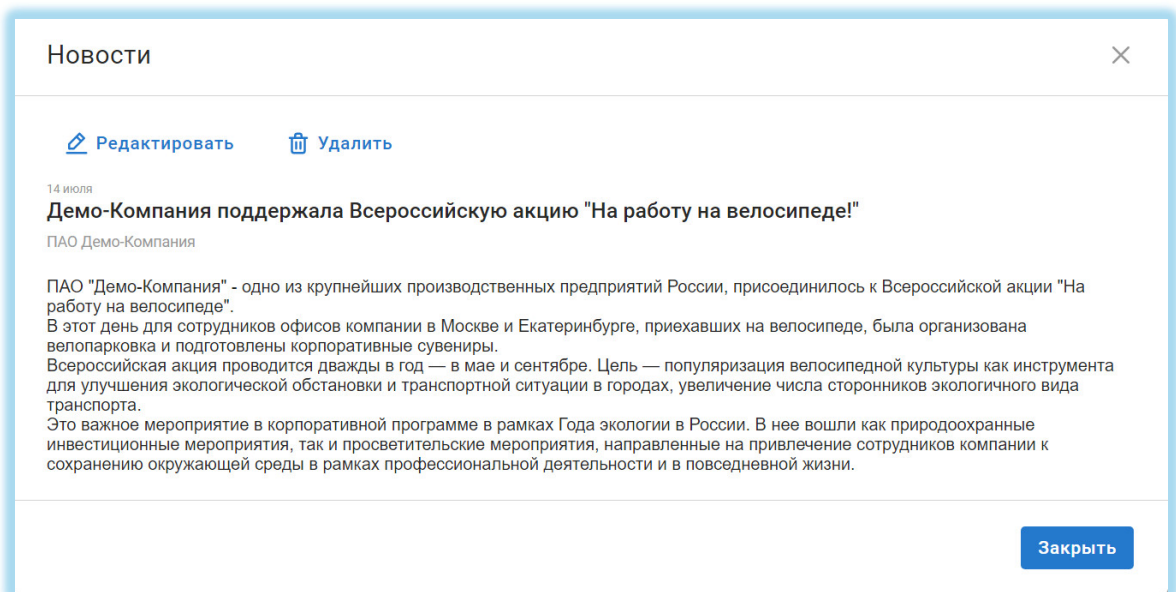 Новости
Редактировать Удалить
14 июля
Демо-Компания поддержала Всероссийскую акцию "На работу на велосипеде!"
ПАО Демо-Компания
ПАО "Демо-Компания" - одно из крупнейших производственных предприятий России, присоединилось к Всероссийской акции "На
работу на велосипеде".
В этот день для сотрудников офисов компании в Москве и Екатеринбурге, приехавших на велосипеде, была организована
велопарковка и подготовлены корпоративные сувениры.
Всероссийская акция проводится дважды в год — в мае и сентябре. Цель — популяризация велосипедной культуры как инструмента
для улучшения экологической обстановки и транспортной ситуации в городах, увеличение числа сторонников экологичного вида
транспорта.
Это важное мероприятие в корпоративной программе в рамках Года экологии в России. В нее вошли как природоохранные
инвестиционные мероприятия, так и просветительские мероприятия, направленные на привлечение сотрудников компании к
сохранению окружающей среды в рамках профессиональной деятельности и в повседневной жизни.
Закрыть